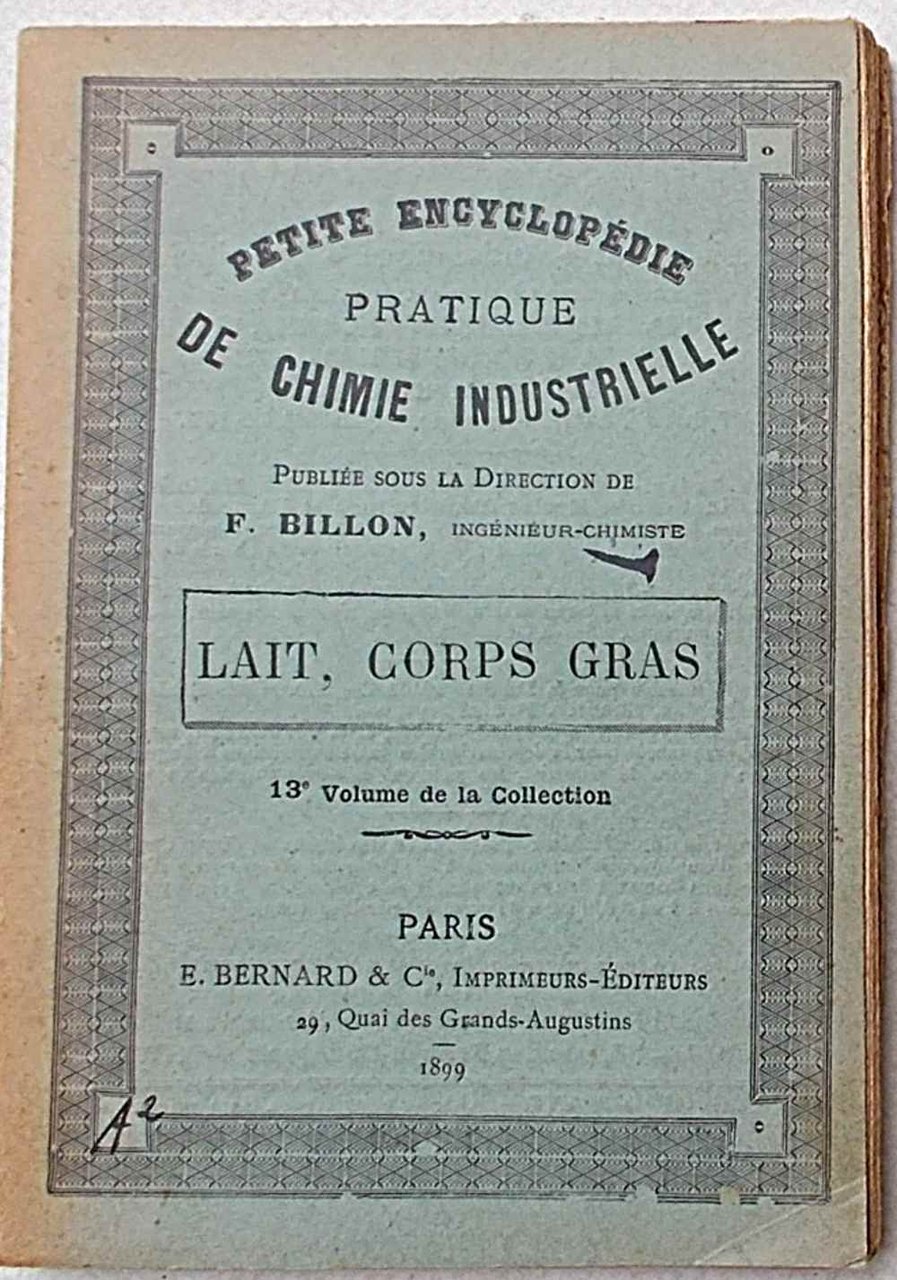 PETITE ENCYCLOPÉDIE
PRATIQUE
DE CHIMIE INDUSTRIELLE
PUBLIÉE SOUS LA DIRECTION DE
F. BILLON, INGÉNIEUR-CHIMISTE
LAIT, CORPS GRAS
13e Volume de la Collection
PARIS
E. BERNARD & Cie, IMPRIMEURS-ÉDITEURS
29, Quai des Grands-Augustins
1899
A2